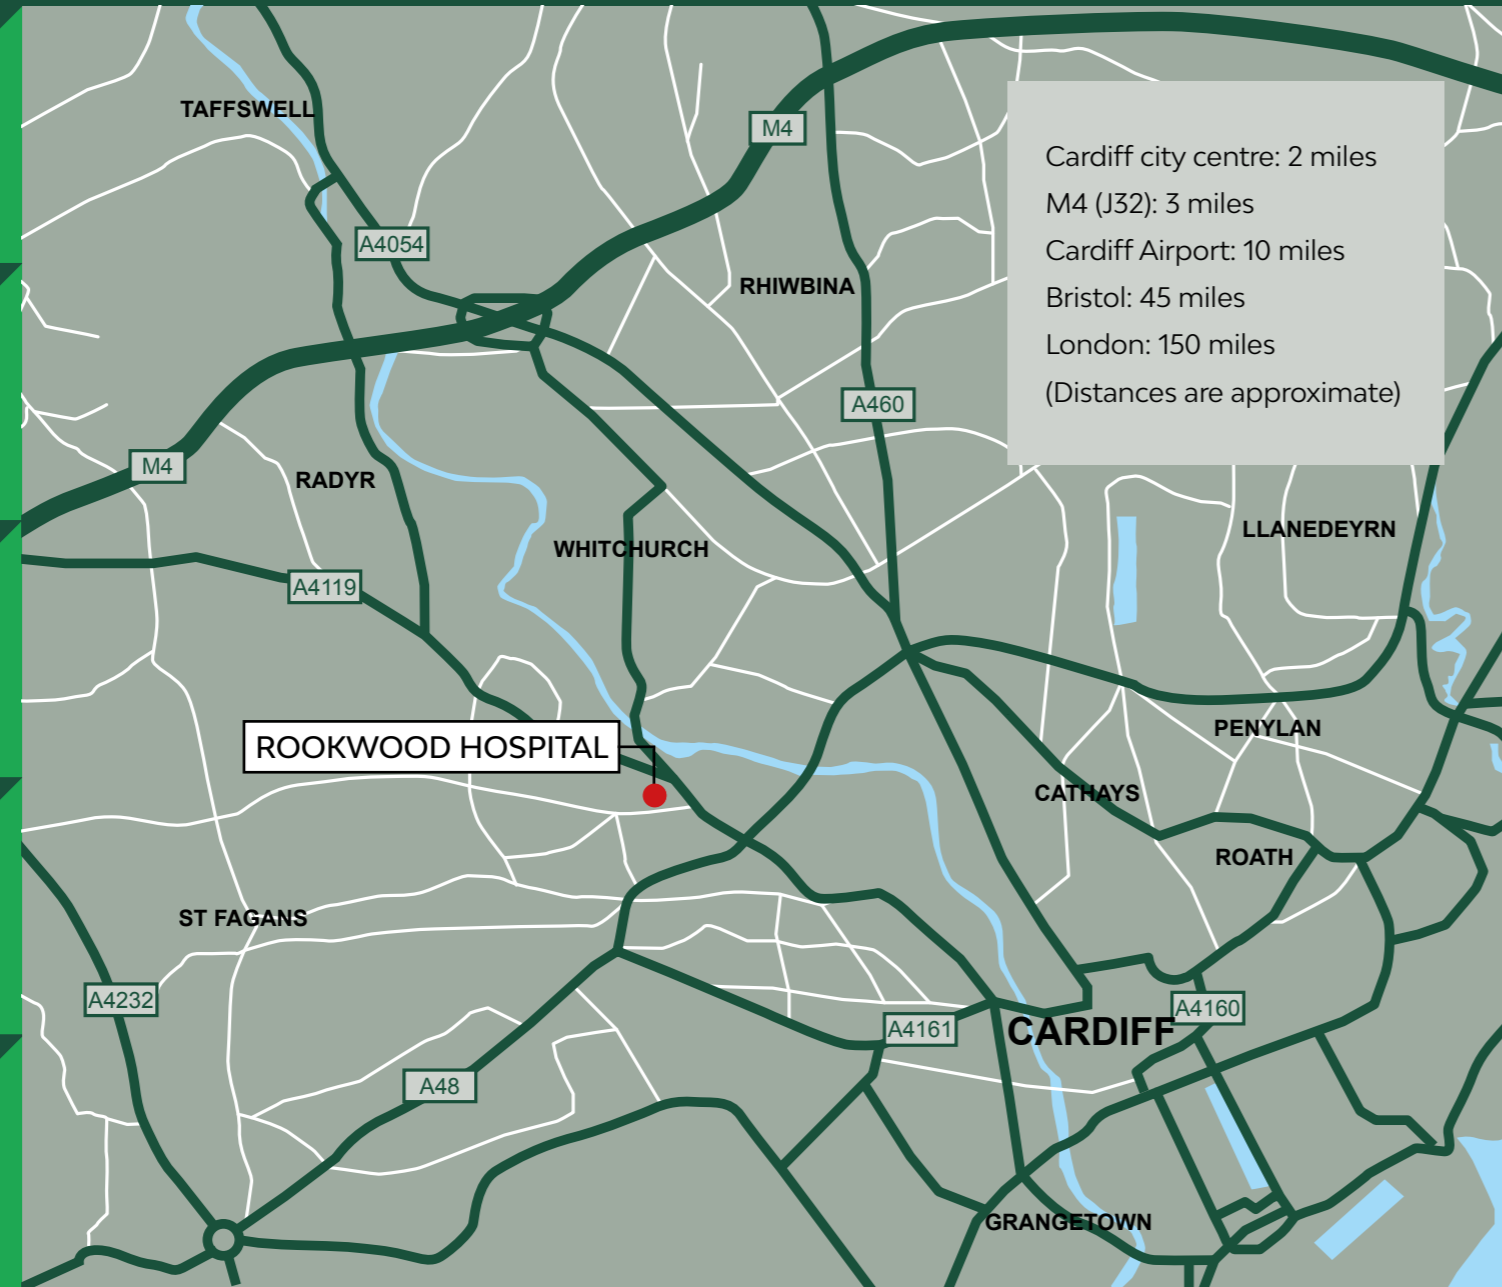 TAFFSWELL
M4
Cardiff city centre: 2 miles
M4 (J32): 3 miles
Cardiff Airport: 10 miles
Bristol: 45 miles
London: 150 miles
(Distances are approximate)
A4054
RHIWBINA
A460
M4
RADYR
WHITCHURCH
LLANEDEYRN
A4119
PENYLAN
ROOKWOOD HOSPITAL
CATHAYS
ROATH
ST FAGANS
A4232
A4160
A4161
CARDIFF
A48
GRANGETOWN